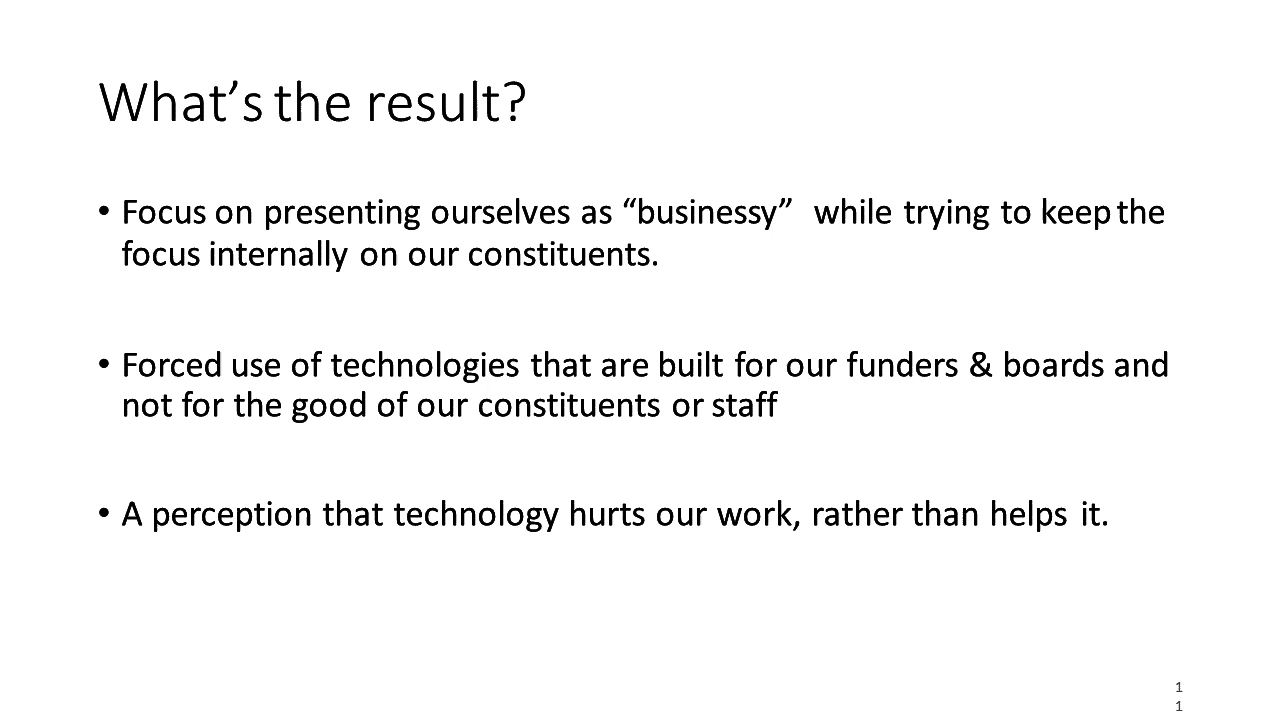 What’s the result?
• Focus on presenting ourselves as “businessy” while trying to keep the
focus internally on our constituents.
• Forced use of technologies that are built for our funders & boards and
not for the good of our constituents or staff
• A perception that technology hurts our work, rather than helps it.
1
1